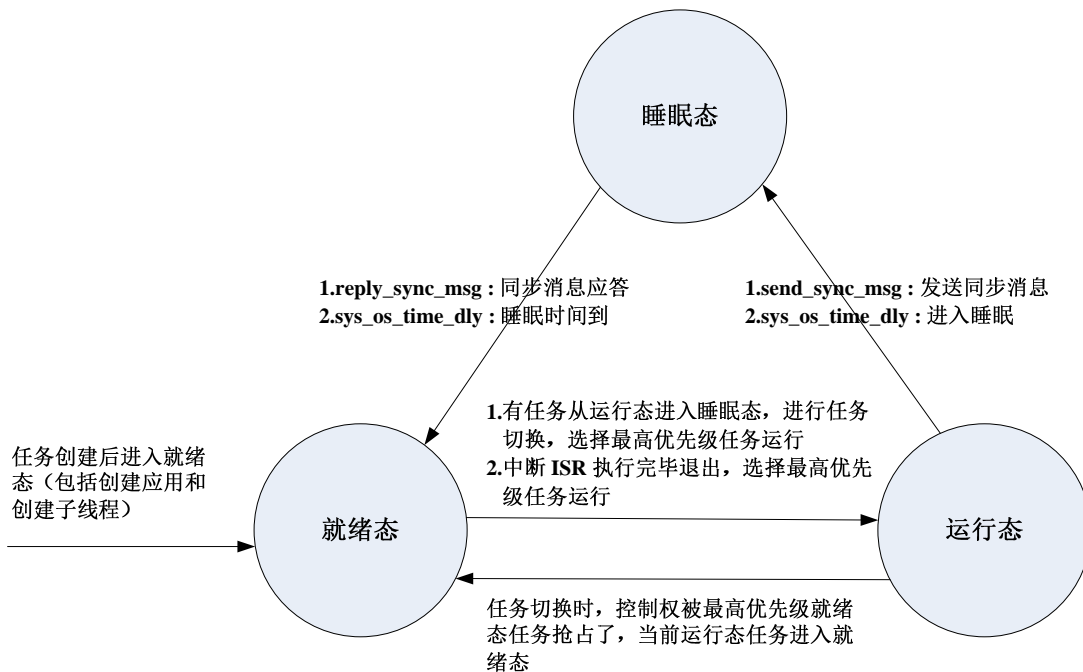 睡眠态
1.reply_sync_msg : 同步消息应答
2.sys_os_time_dly : 睡眠时间到
1.send_sync_msg : 发送同步消息
2.sys_os_time_dly : 进入睡眠
1.有任务从运行态进入睡眠态，进行任务
切换，选择最高优先级任务运行
2.中断 ISR 执行完毕退出，选择最高优先
级任务运行
任务创建后进入就绪
态（包括创建应用和
创建子线程）
就绪态
运行态
任务切换时，控制权被最高优先级就绪
态任务抢占了，当前运行态任务进入就
绪态